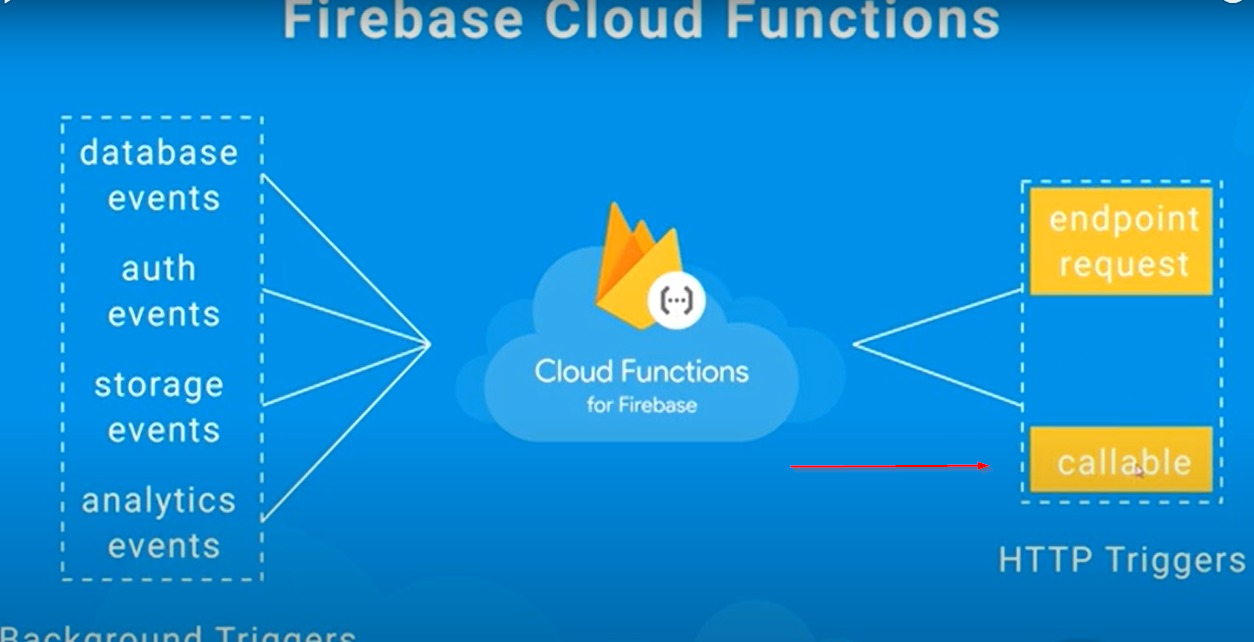 Firebase Cloud Functions
database
events
auth
events
storage
events
analytics
events
Background Triggers
Cloud Functions
for Firebase
endpoint
request
callable
HTTP Triggers